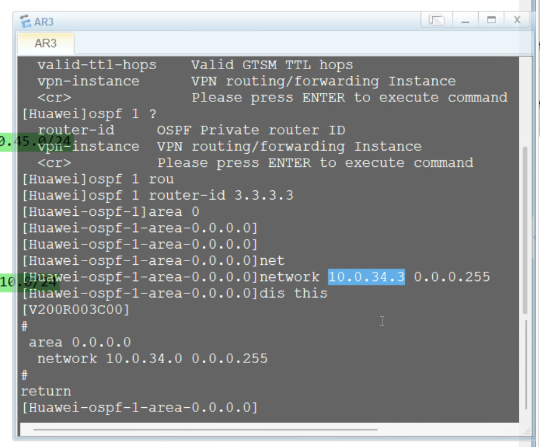 AR3
AR3
valid-ttl-hops    Valid GTSM TTL hops
vpn-instance      VPN routing/forwarding Instance
<cr>              Please press ENTER to execute command
[Huawei]ospf 1 ?
router-id     OSPF Private router ID
vpn-instance  VPN routing/forwarding Instance
<cr>          Please press ENTER to execute command
[Huawei]ospf 1 rou
[Huawei]ospf 1 router-id 3.3.3.3
[Huawei-ospf-1]area 0
[Huawei-ospf-1-area-0.0.0.0]
[Huawei-ospf-1-area-0.0.0.0]
[Huawei-ospf-1-area-0.0.0.0]net
[Huawei-ospf-1-area-0.0.0.0]network 10.0.34.3 0.0.0.255
[Huawei-ospf-1-area-0.0.0.0]dis this
[V200R003C00]
#
area 0.0.0.0
network 10.0.34.0 0.0.0.255
#
return
[Huawei-ospf-1-area-0.0.0.0]
0.45.0/24